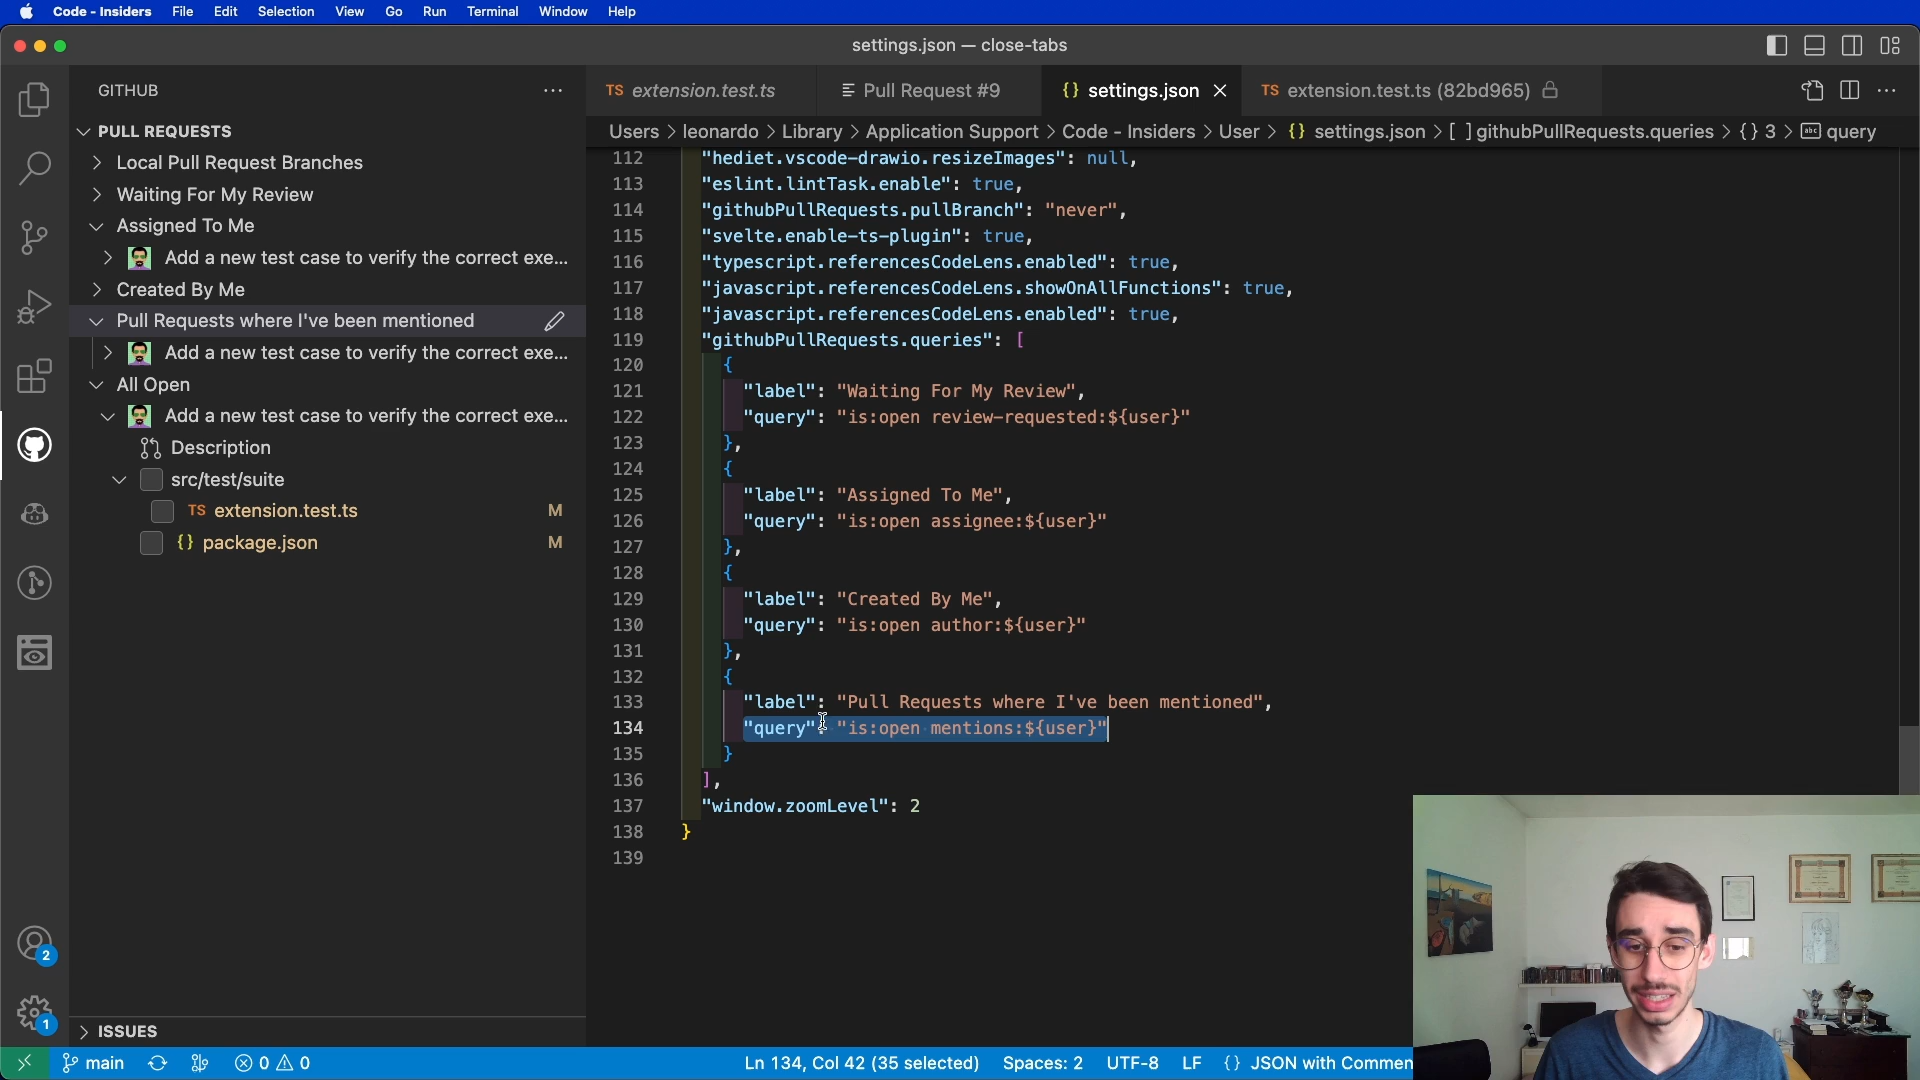 Code - Insiders File Edit Selection View Go Run Terminal Window Help
settings.json — close-tabs
GITHUB
PULL REQUESTS
Local Pull Request Branches
Waiting For My Review
Assigned To Me
Add a new test case to verify the correct exe...
Created By Me
Pull Requests where I've been mentioned
Add a new test case to verify the correct exe...
All Open
Add a new test case to verify the correct exe...
Description
src/test/suite
TS extension.test.ts M
{} package.json M
ISSUES
2
1
TS extension.test.ts Pull Request #9 {} settings.json TS extension.test.ts (82bd965)
Users > leonardo > Library > Application Support > Code - Insiders > User > {} settings.json > [ ] githubPullRequests.queries > {} 3 > abc query
112 "hediet.vscode-drawio.resizeImages": null,
113 "eslint.lintTask.enable": true,
114 "githubPullRequests.pullBranch": "never",
115 "svelte.enable-ts-plugin": true,
116 "typescript.referencesCodeLens.enabled": true,
117 "javascript.referencesCodeLens.showOnAllFunctions": true,
118 "javascript.referencesCodeLens.enabled": true,
119 "githubPullRequests.queries": [
120 {
121 "label": "Waiting For My Review",
122 "query": "is:open review-requested:${user}"
123 },
124 {
125 "label": "Assigned To Me",
126 "query": "is:open assignee:${user}"
127 },
128 {
129 "label": "Created By Me",
130 "query": "is:open author:${user}"
131 },
132 {
133 "label": "Pull Requests where I've been mentioned",
134 "query": "is:open mentions:${user}"
135 }
136 ],
137 "window.zoomLevel": 2
138 }
139
main 0 0 Ln 134, Col 42 (35 selected) Spaces: 2 UTF-8 LF {} JSON with Commen